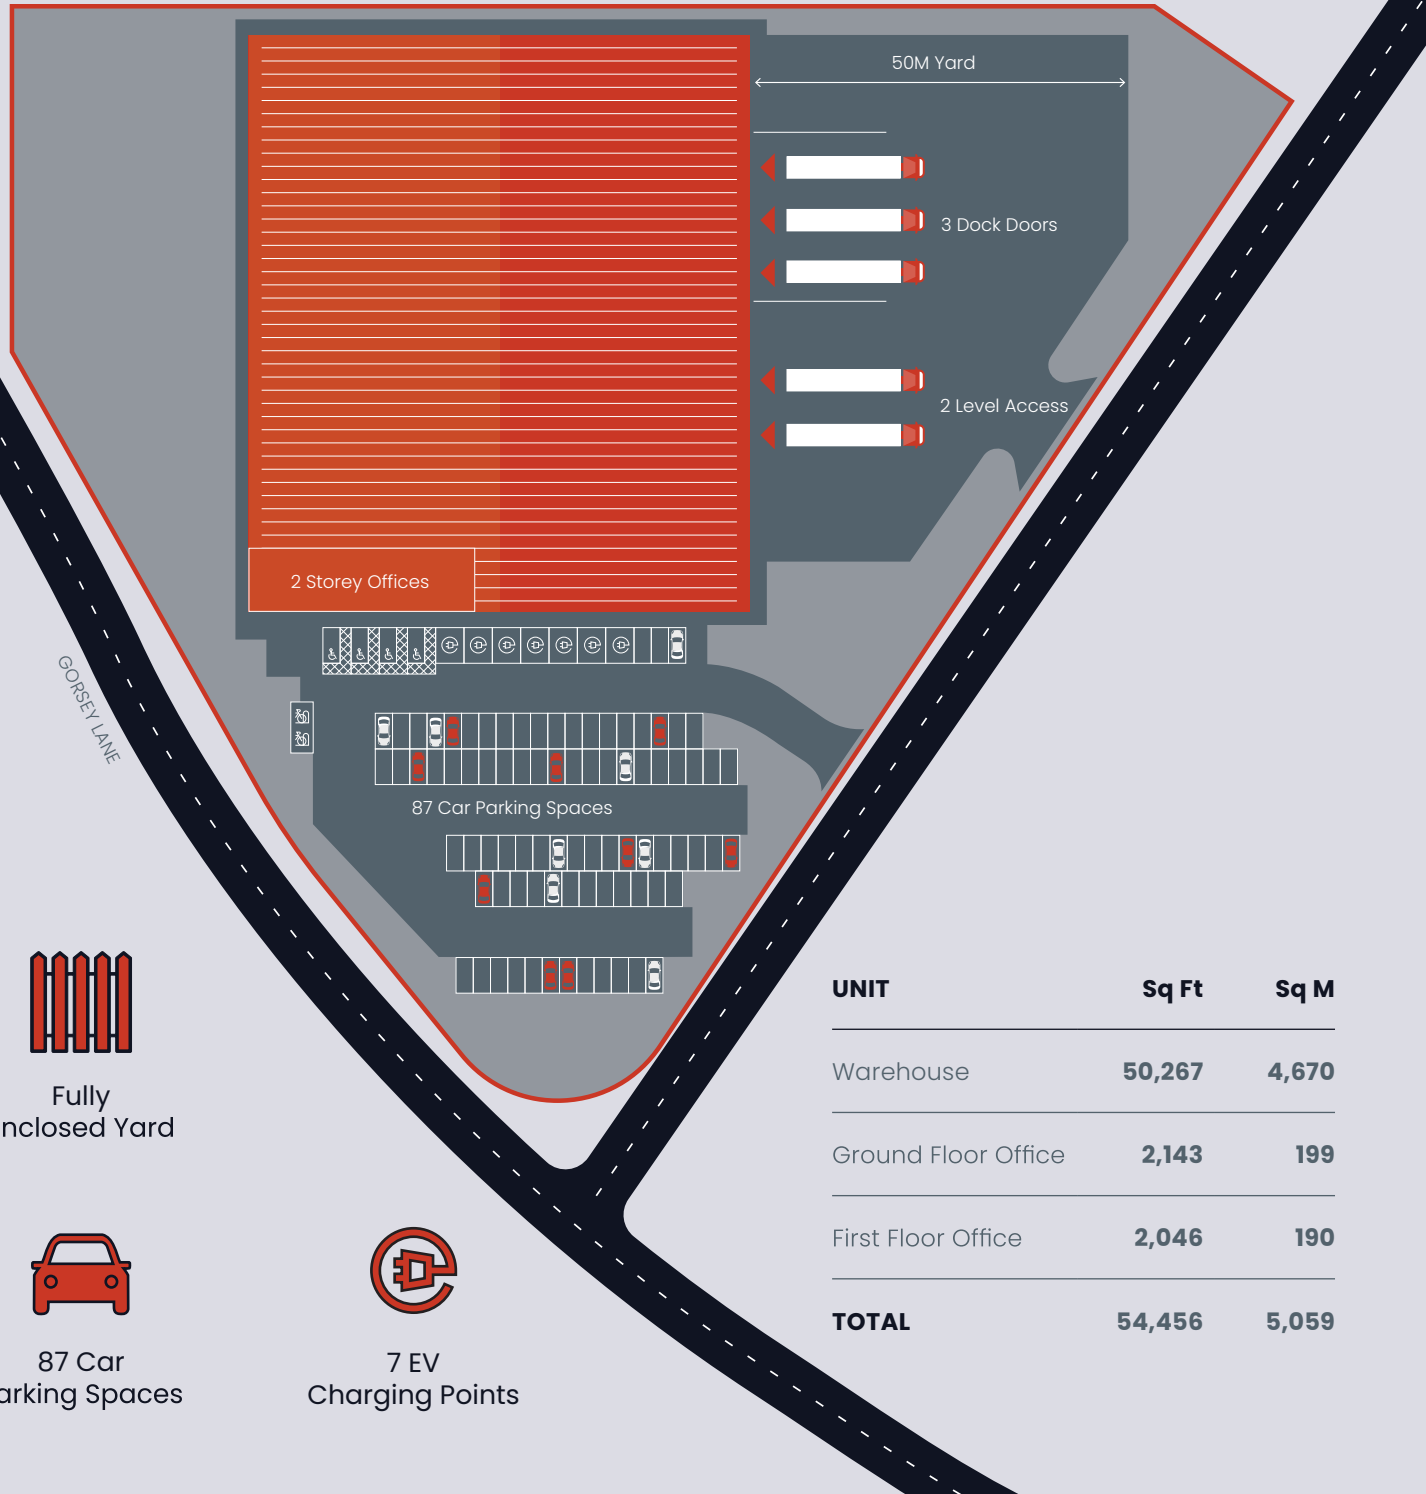 50M Yard
3 Dock Doors
2 Level Access
2 Storey Offices
GORSEY LANE
87 Car Parking Spaces
Fully
nclosed Yard
87 Car
arking Spaces
7 EV
Charging Points
UNIT Sq Ft Sq M
Warehouse 50,267 4,670
Ground Floor Office 2,143 199
First Floor Office 2,046 190
TOTAL 54,456 5,059